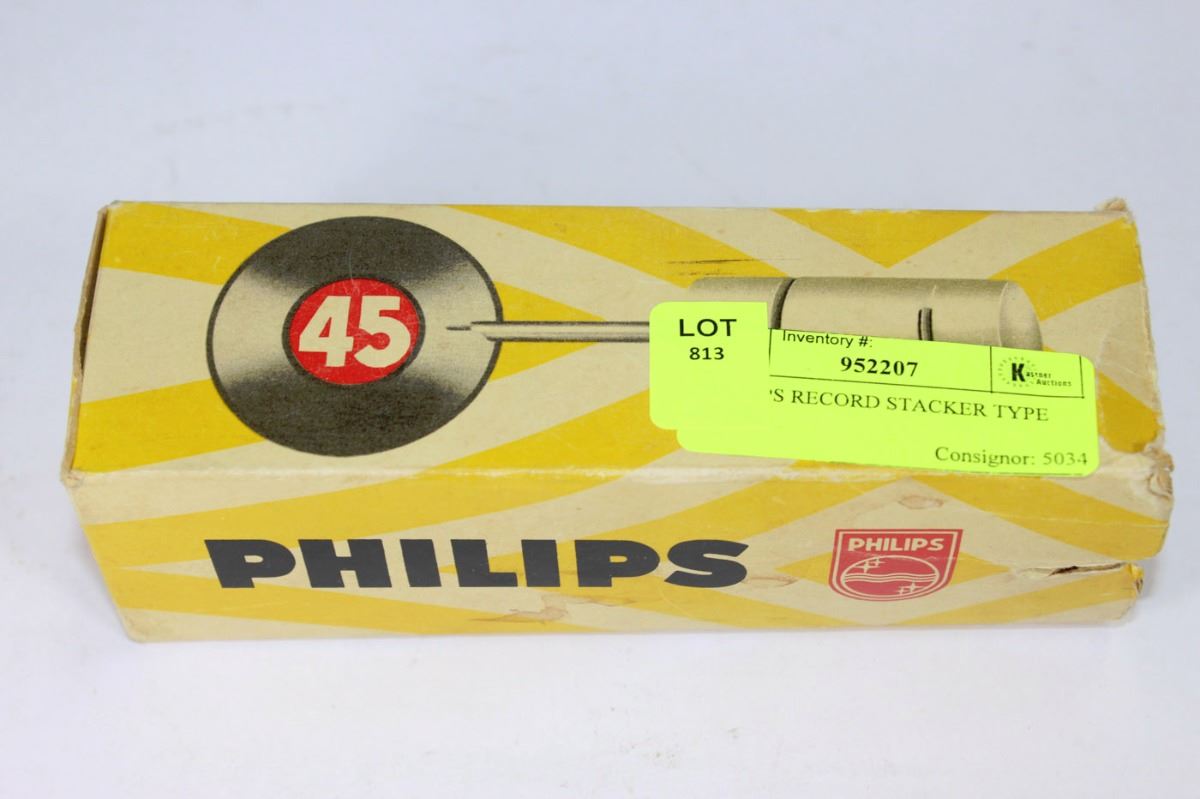 45
LOT
813
Inventory #:
952207
Kastner
Auctions
'S RECORD STACKER TYPE
Consignor: 5034
PHILIPS
PHILIPS